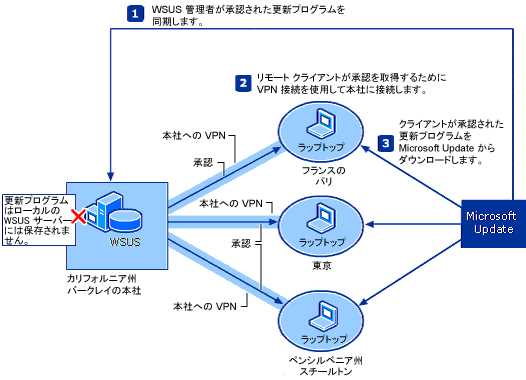 1 WSUS 管理者が承認された更新プログラムを
同期します。
2 リモート クライアントが承認を取得するために
VPN 接続を使用して本社に接続します。
3 クライアントが承認された
更新プログラムを
Microsoft Update から
ダウンロードします。
本社への VPN
承認
ラップトップ
フランスの
パリ
更新プログラム
はローカルの
WSUS サーバー
には保存されま
せん。
WSUS
カリフォルニア州
バークレイの本社
本社への VPN
承認
ラップトップ
東京
Microsoft
Update
本社への VPN
ラップトップ
ペンシルベニア州
スチールトン